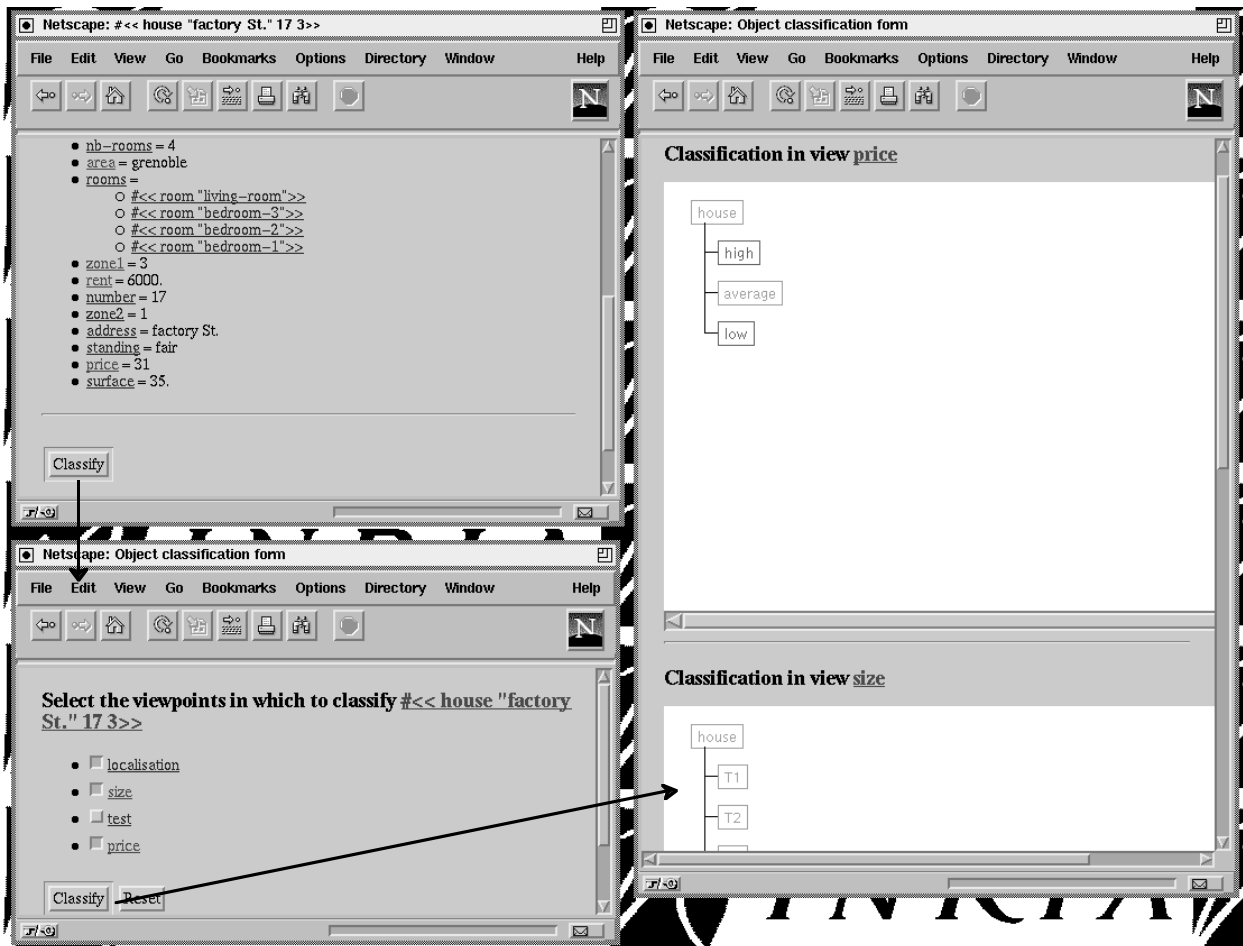 Netscape: #<< house "factory St." 17 3>>
File Edit View Go Bookmarks Options Directory Window Help
N
nb-rooms = 4
area = grenoble
rooms =
#<< room "living-room">>
#<< room "bedroom-3">>
#<< room "bedroom-2">>
#<< room "bedroom-1">>
zone1 = 3
rent = 6000.
number = 17
zone2 = 1
address = factory St.
standing = fair
price = 31
surface = 35.
Classify
Netscape: Object classification form
File Edit View Go Bookmarks Options Directory Window Help
N
Select the viewpoints in which to classify #<< house "factory
St." 17 3>>
localisation
size
test
price
Classify Reset
Netscape: Object classification form
File Edit View Go Bookmarks Options Directory Window Help
N
Classification in view price
house
high
average
low
Classification in view size
house
T1
T2
INRIA